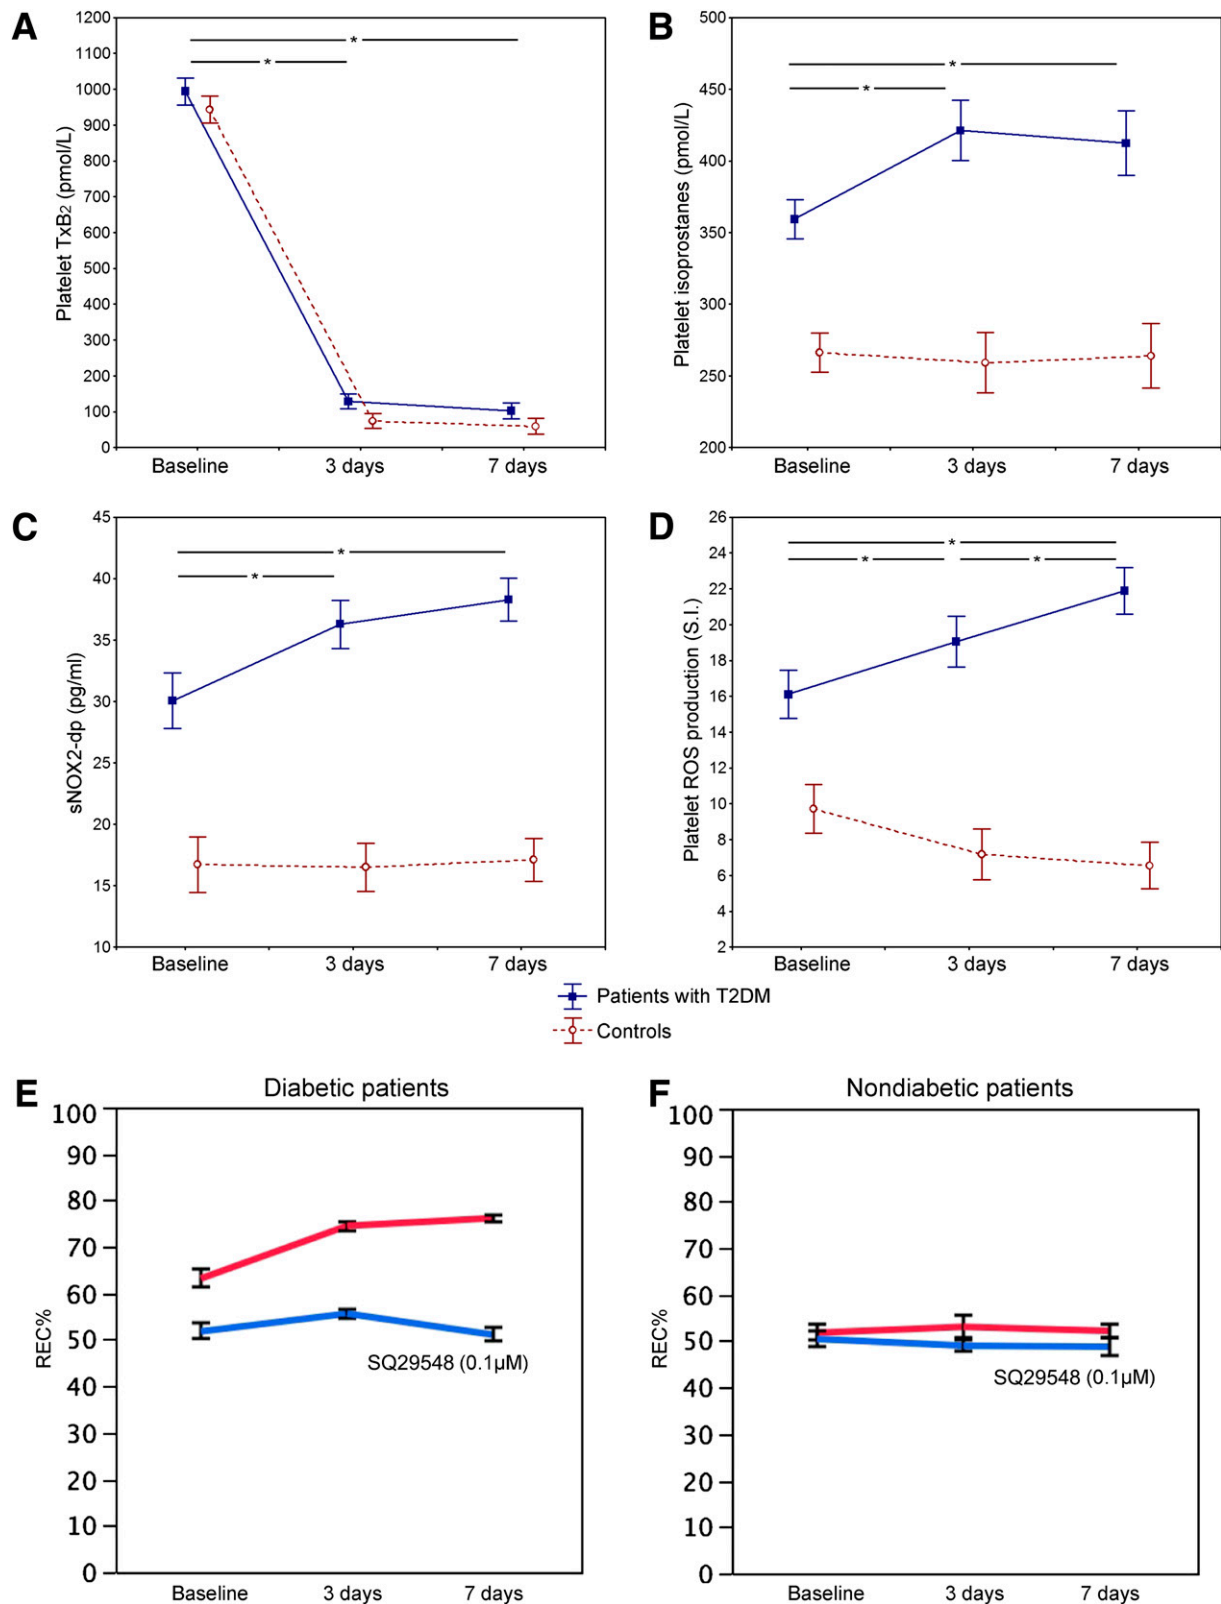 A
1200
1100
1000
900
800
700
600
500
400
300
200
100
0
Platelet TxB2 (pmol/L)
*
*
Baseline 3 days 7 days
B
500
450
400
350
300
250
200
Platelet isoprostanes (pmol/L)
*
*
Baseline 3 days 7 days
C
45
40
35
30
25
20
15
10
sNOX2-dp (pg/ml)
*
*
Baseline 3 days 7 days
D
26
24
22
20
18
16
14
12
10
8
6
4
2
Platelet ROS production (S.I.)
*
* *
Baseline 3 days 7 days
Patients with T2DM
Controls
E
Diabetic patients
100
90
80
70
60
50
40
30
20
10
0
REC%
SQ29548 (0.1µM)
Baseline 3 days 7 days
F
Nondiabetic patients
100
90
80
70
60
50
40
30
20
10
0
REC%
SQ29548 (0.1µM)
Baseline 3 days 7 days